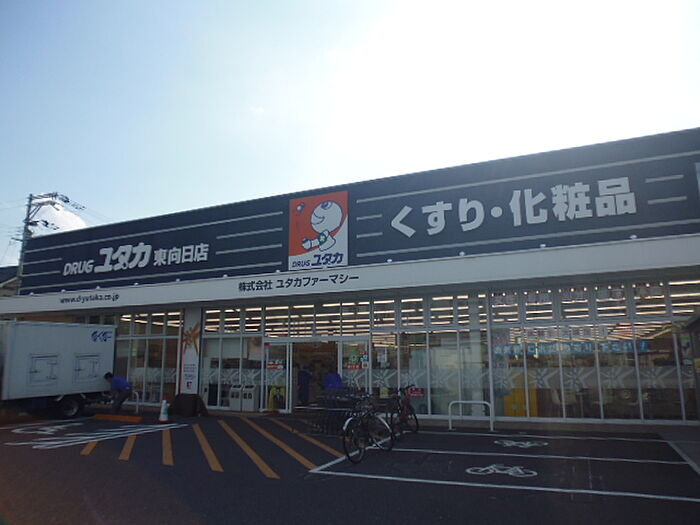 DRUG ユタカ 東向日店
DRUG ユタカ
くすり・化粧品
株式会社 ユタカファーマシー
www.d-yutaka.co.jp